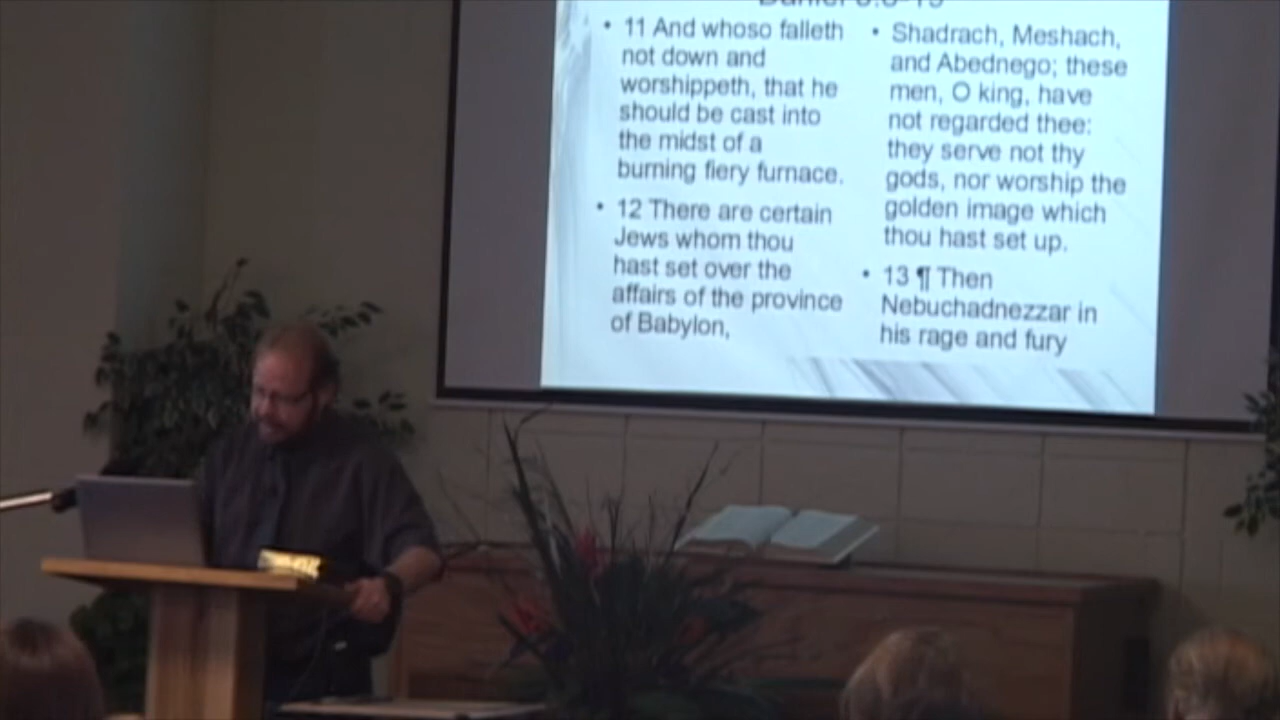 11 And whoso falleth
not down and
worshippeth, that he
should be cast into
the midst of a
burning fiery furnace.
12 There are certain
Jews whom thou
hast set over the
affairs of the province
of Babylon,
Shadrach, Meshach,
and Abednego; these
men, O king, have
not regarded thee:
they serve not thy
gods, nor worship the
golden image which
thou hast set up.
13 ¶ Then
Nebuchadnezzar in
his rage and fury